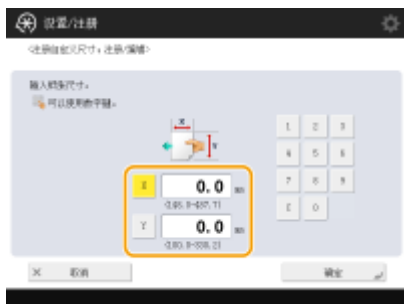 设置/注册
<注册自定义尺寸: 注册/编辑>
输入纸张尺寸。
可以使用数字键。
X
Y
1 2 3
4 5 6
7 8 9
C 0
X 0.0 mm
Y 0.0 mm
× 取消
确定